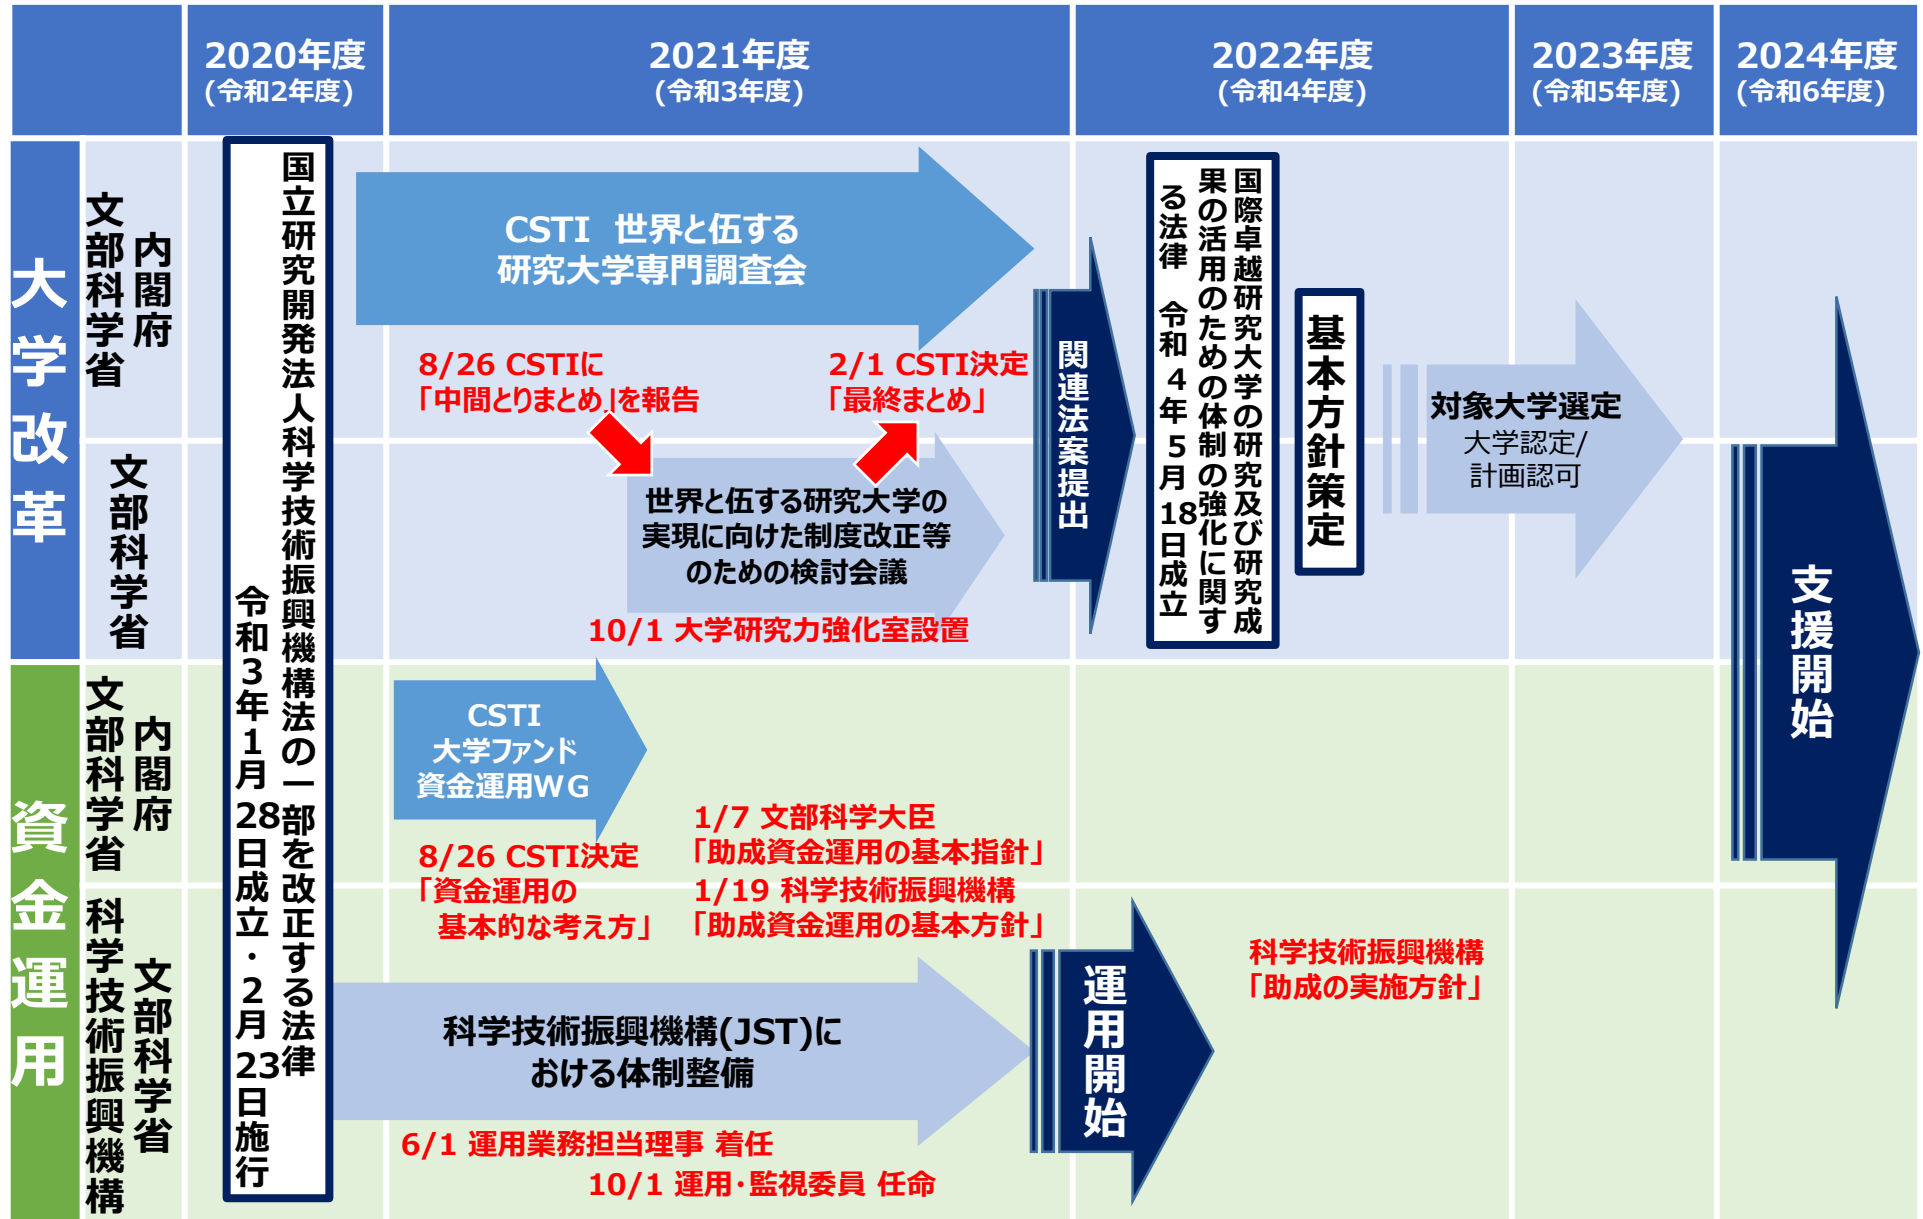 2020年度
(令和2年度)
2021年度
(令和3年度)
2022年度
(令和4年度)
2023年度
(令和5年度)
2024年度
(令和6年度)
大学改革
内閣府
文部科学省
文部科学省
国立研究開発法人科学技術振興機構法の一部を改正する法律
令和3年1月28日成立・2月23日施行
CSTI 世界と伍する
研究大学専門調査会
8/26 CSTIに
「中間とりまとめ」を報告
2/1 CSTI決定
「最終まとめ」
世界と伍する研究大学の
実現に向けた制度改正等
のための検討会議
10/1 大学研究力強化室設置
関連法案提出
国際卓越研究大学の研究及び研究成
果の活用のための体制の強化に関す
る法律 令和4年5月18日成立
基本方針策定
対象大学選定
大学認定/
計画認可
支援開始
資金運用
内閣府
文部科学省
文部科学省
科学技術振興機構
CSTI
大学ファンド
資金運用WG
8/26 CSTI決定
「資金運用の
基本的な考え方」
1/7 文部科学大臣
「助成資金運用の基本指針」
1/19 科学技術振興機構
「助成資金運用の基本方針」
科学技術振興機構(JST)に
おける体制整備
6/1 運用業務担当理事 着任
10/1 運用・監視委員 任命
運用開始
科学技術振興機構
「助成の実施方針」